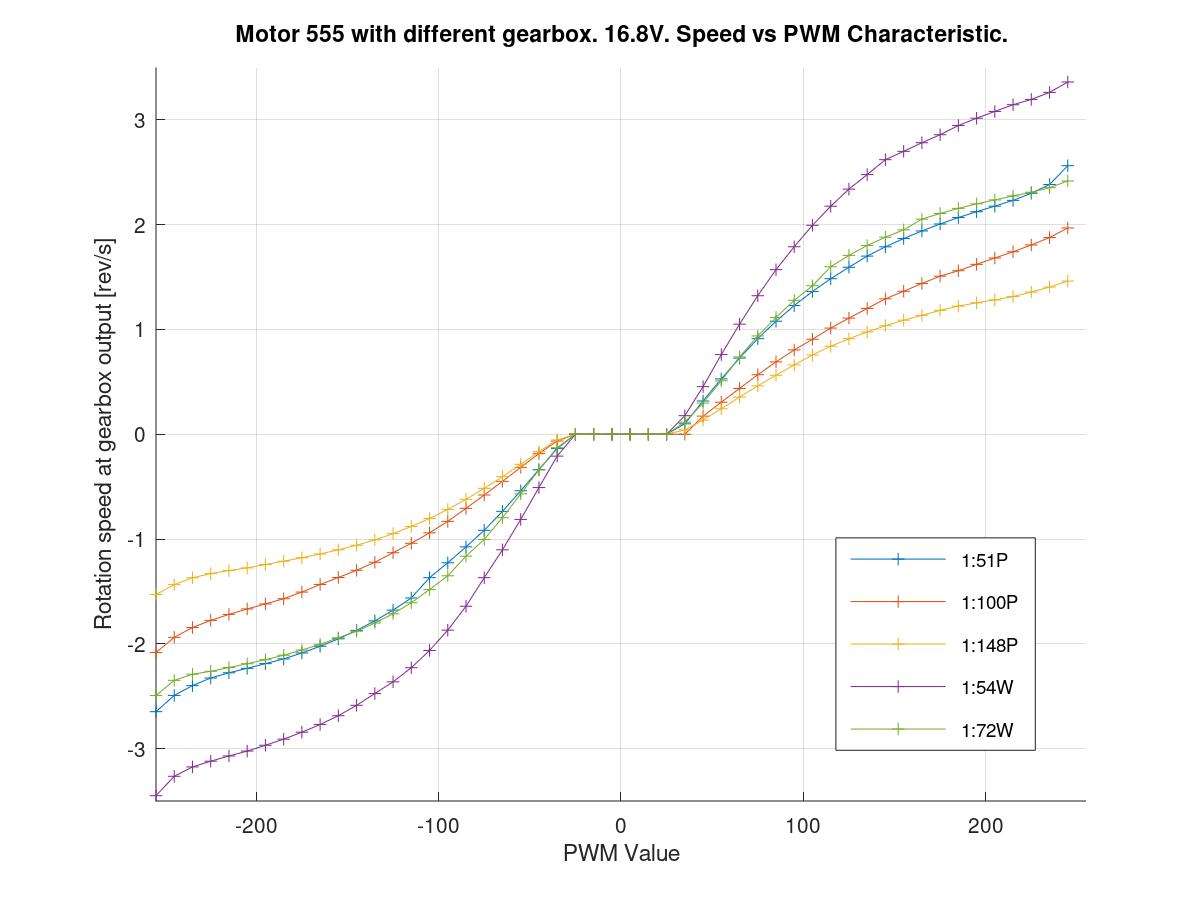 Motor 555 with different gearbox. 16.8V. Speed vs PWM Characteristic.
Rotation speed at gearbox output [rev/s]
3
2
1
0
-1
-2
-3
1:51P
1:100P
1:148P
1:54W
1:72W
-200 -100 0 100 200
PWM Value